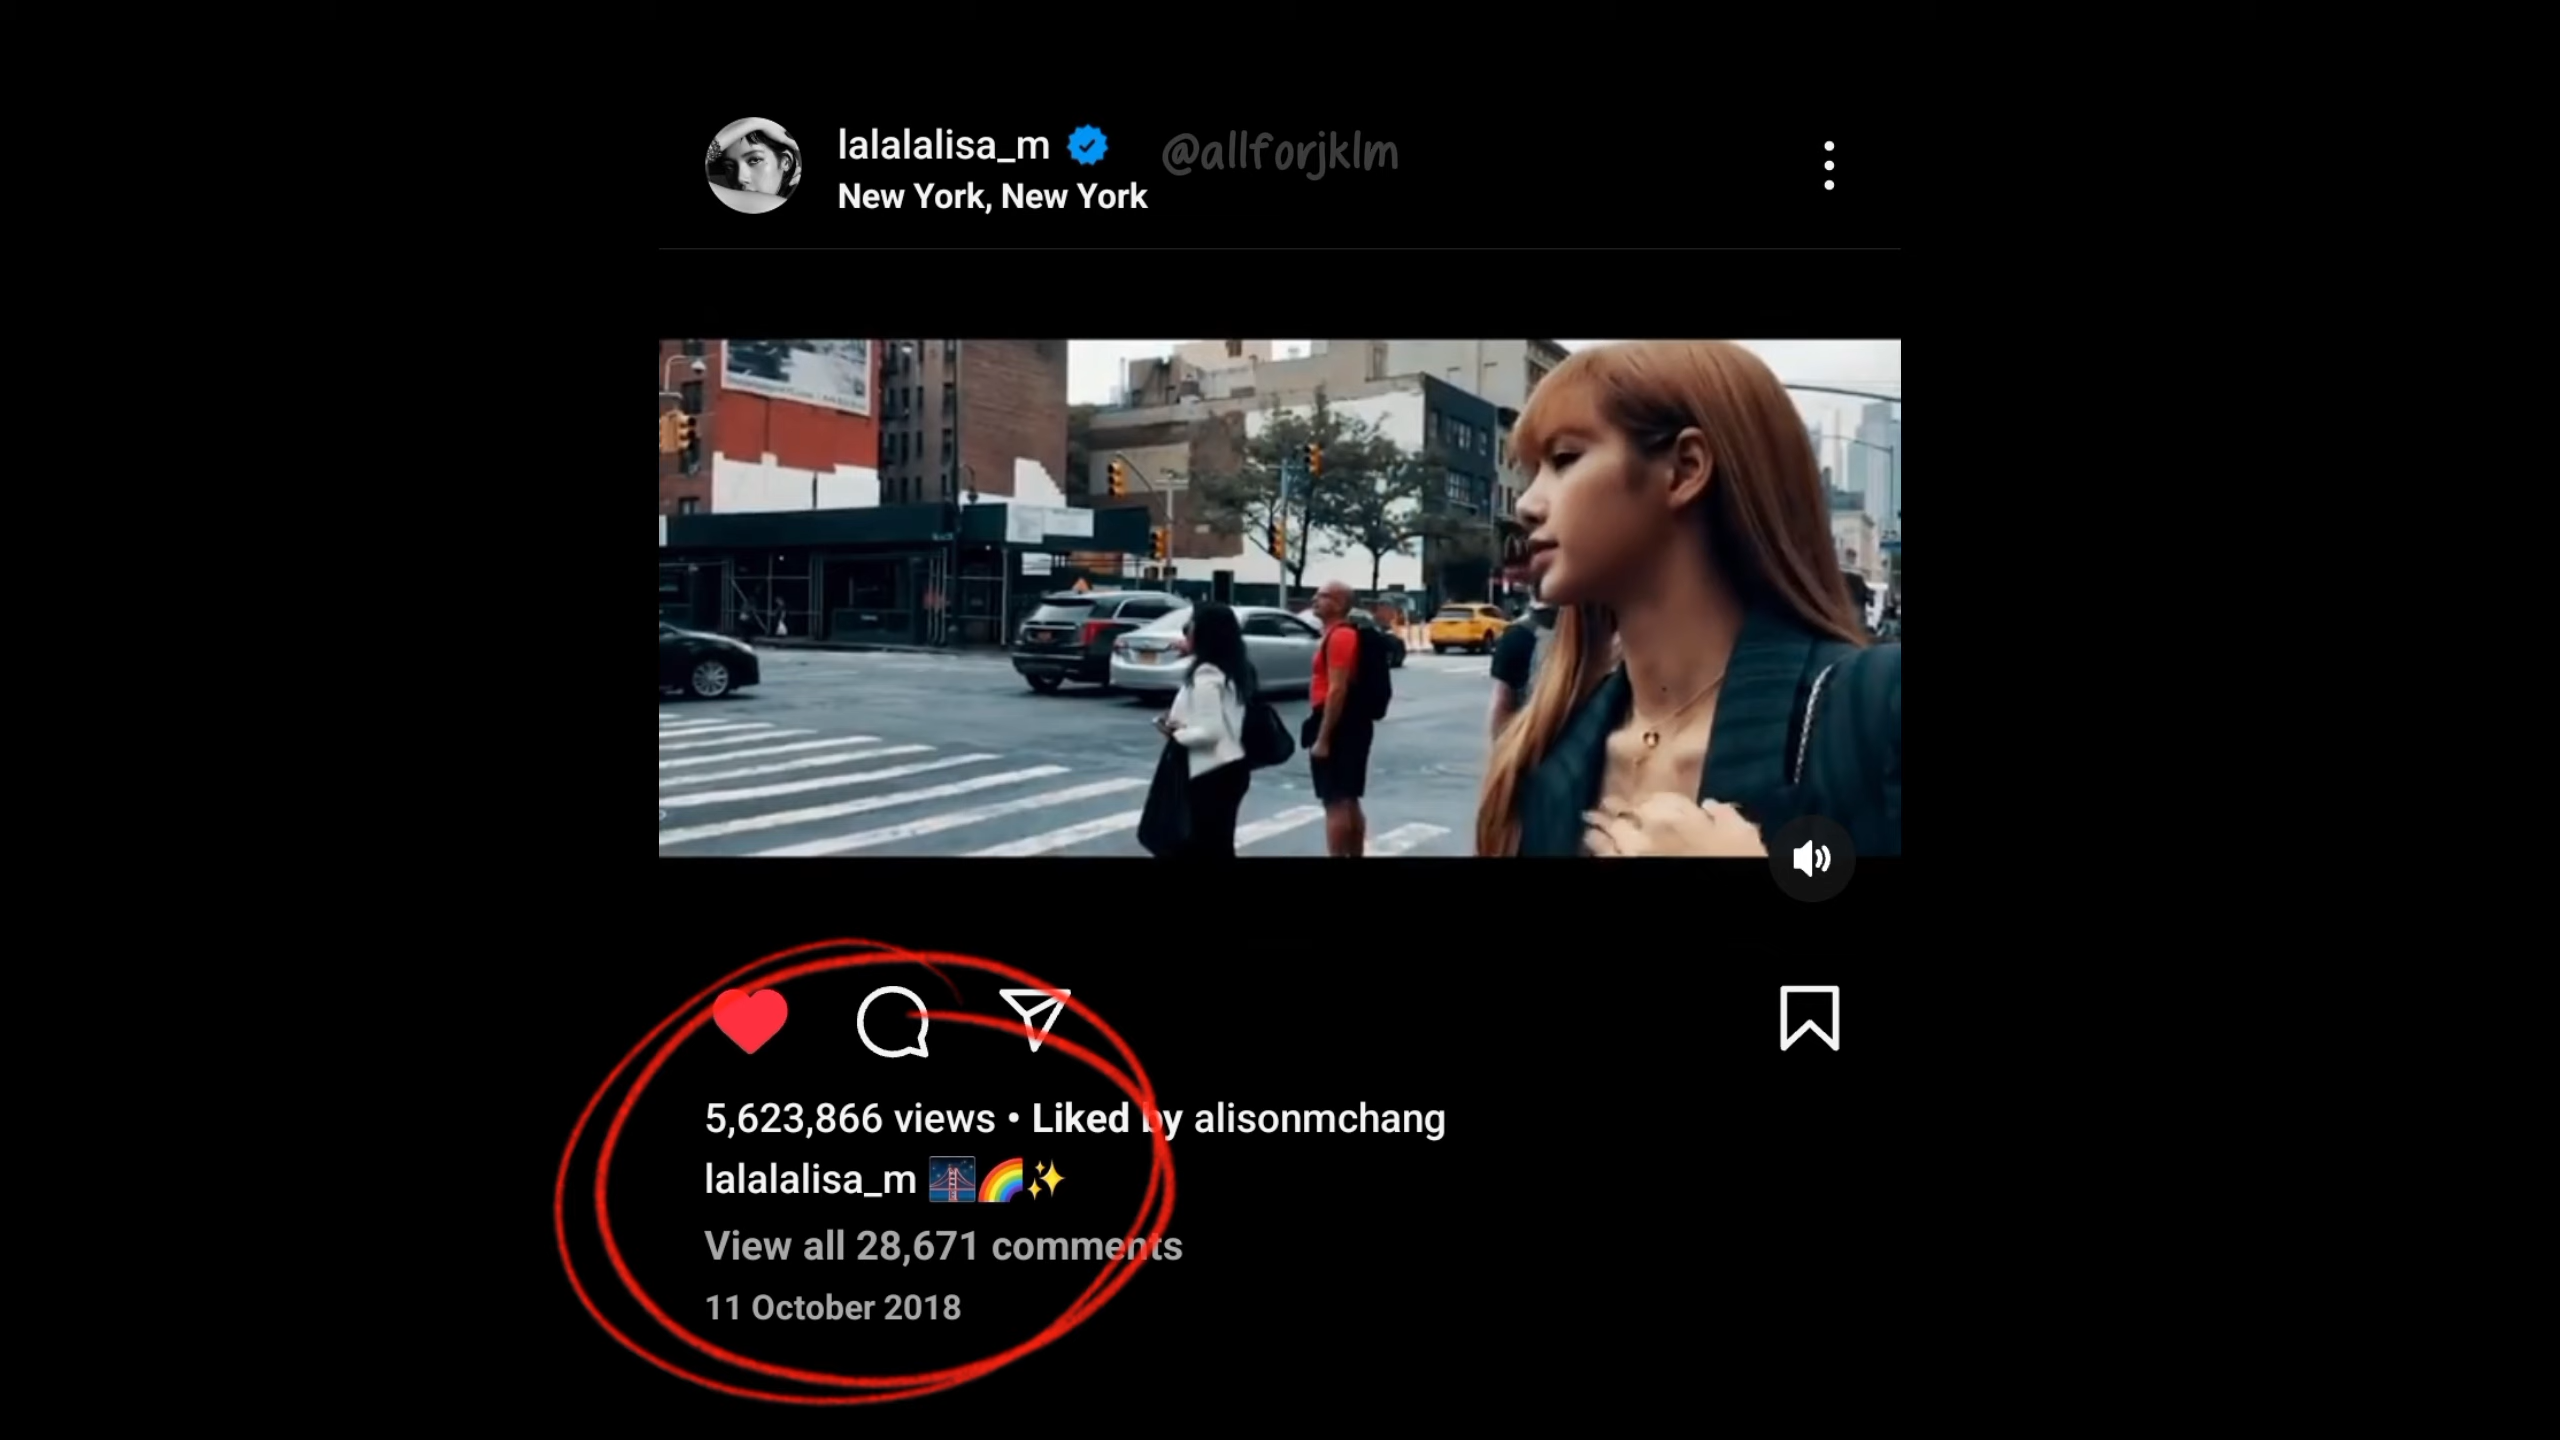 lalalalisa_m @allforjklm
New York, New York
5,623,866 views • Liked by alisonmchang
lalalalisa_m 🌉🌈✨
View all 28,671 comments
11 October 2018